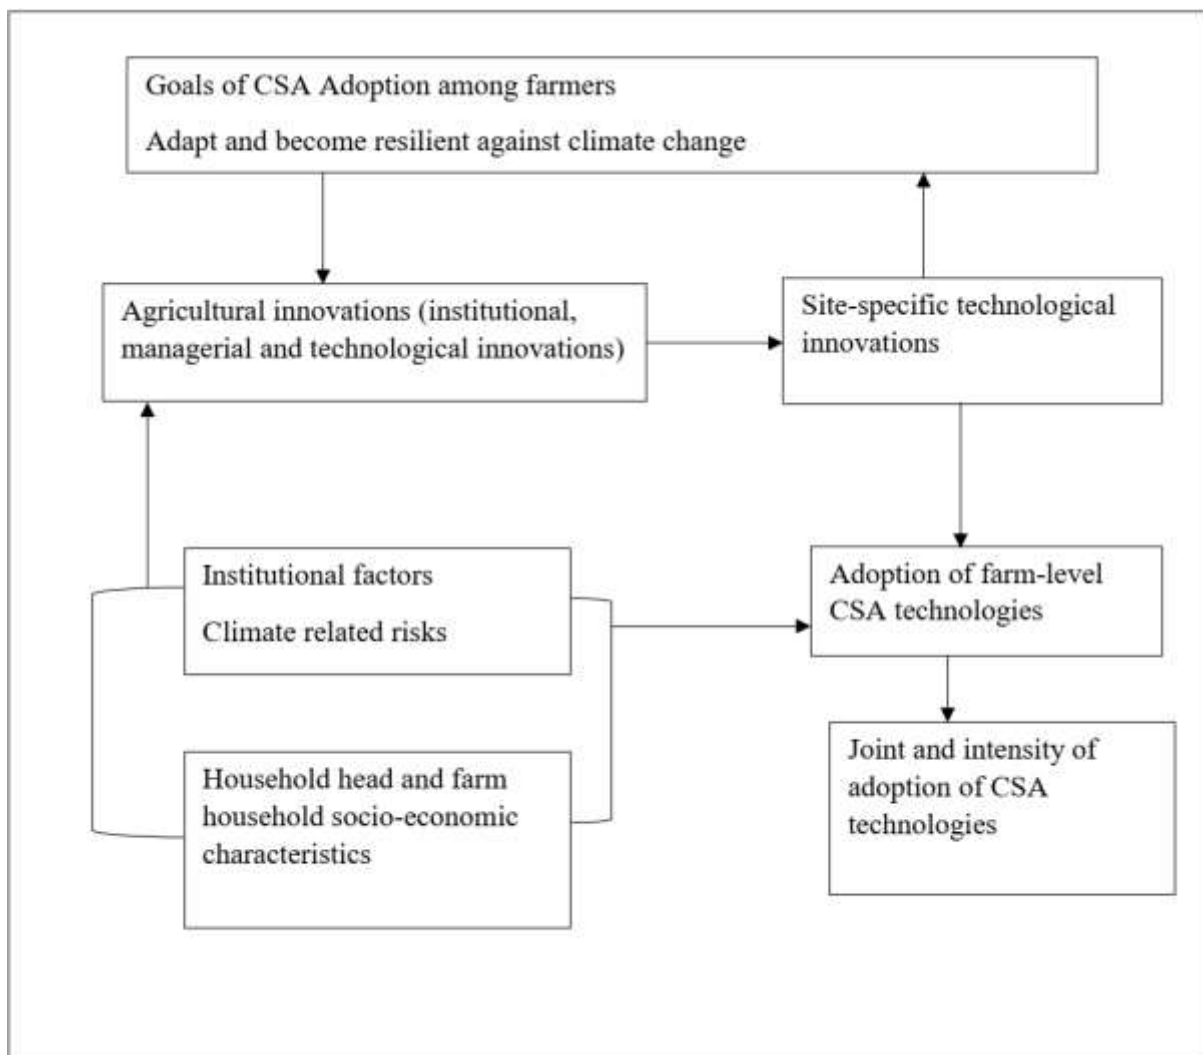 Goals of CSA Adoption among farmers
Adapt and become resilient against climate change
Agricultural innovations (institutional,
managerial and technological innovations)
Site-specific technological
innovations
Institutional factors
Climate related risks
Adoption of farm-level
CSA technologies
Household head and farm
household socio-economic
characteristics
Joint and intensity of
adoption of CSA
technologies